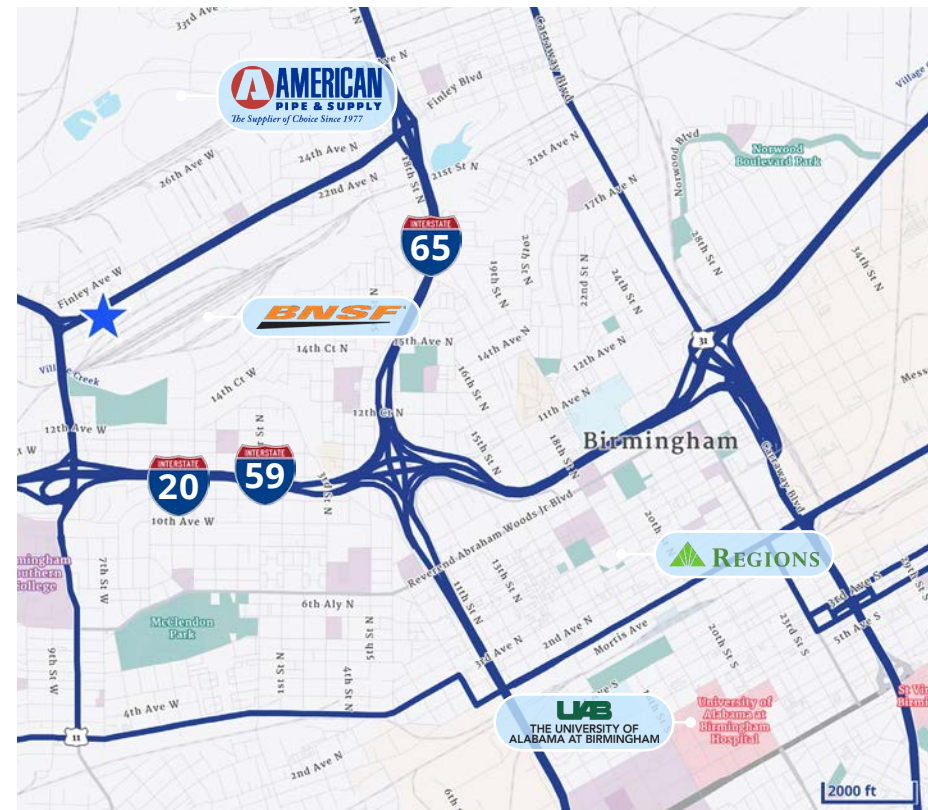 33rd Ave N
Ave N
Carraway Blvd
AMERICAN
PIPE & SUPPLY
The Supplier of Choice Since 1977
Finley Blvd
24th Ave N
26th Ave W
22nd Ave N
18th St N
21st St N
21st Ave N
17th Ave N
Norwood
Blvd
Norwood
Boulevard Park
28th St N
34th St N
INTERSTATE
65
20th St N
19th St N
22nd St N
24th St N
Finley Ave W
BNSF
15th Ave N
14th Ct N
14th Ave N
12th Ave N
31
14th Ct W
16th St N
11th Ave N
12th Ct N
12th Ave W
15th St N
18th St N
Birmingham
INTERSTATE
20
INTERSTATE
59
3rd St N
Carraway Blvd
10th Ave W
Reverend Abraham Woods Jr Blvd
20th
REGIONS
7th St W
11th St N
13th St N
6th Aly N
McClendon
Park
3rd Ave S
5th Ave S
23rd St S
20th St S
2nd Ave N
Mortis Ave
3rd Ave N
9th St W
4th St N
4th Ave W
11
UAB
THE UNIVERSITY OF
ALABAMA AT BIRMINGHAM
University of
Alabama at
Birmingham
Hospital
2nd Ave N
2000 ft